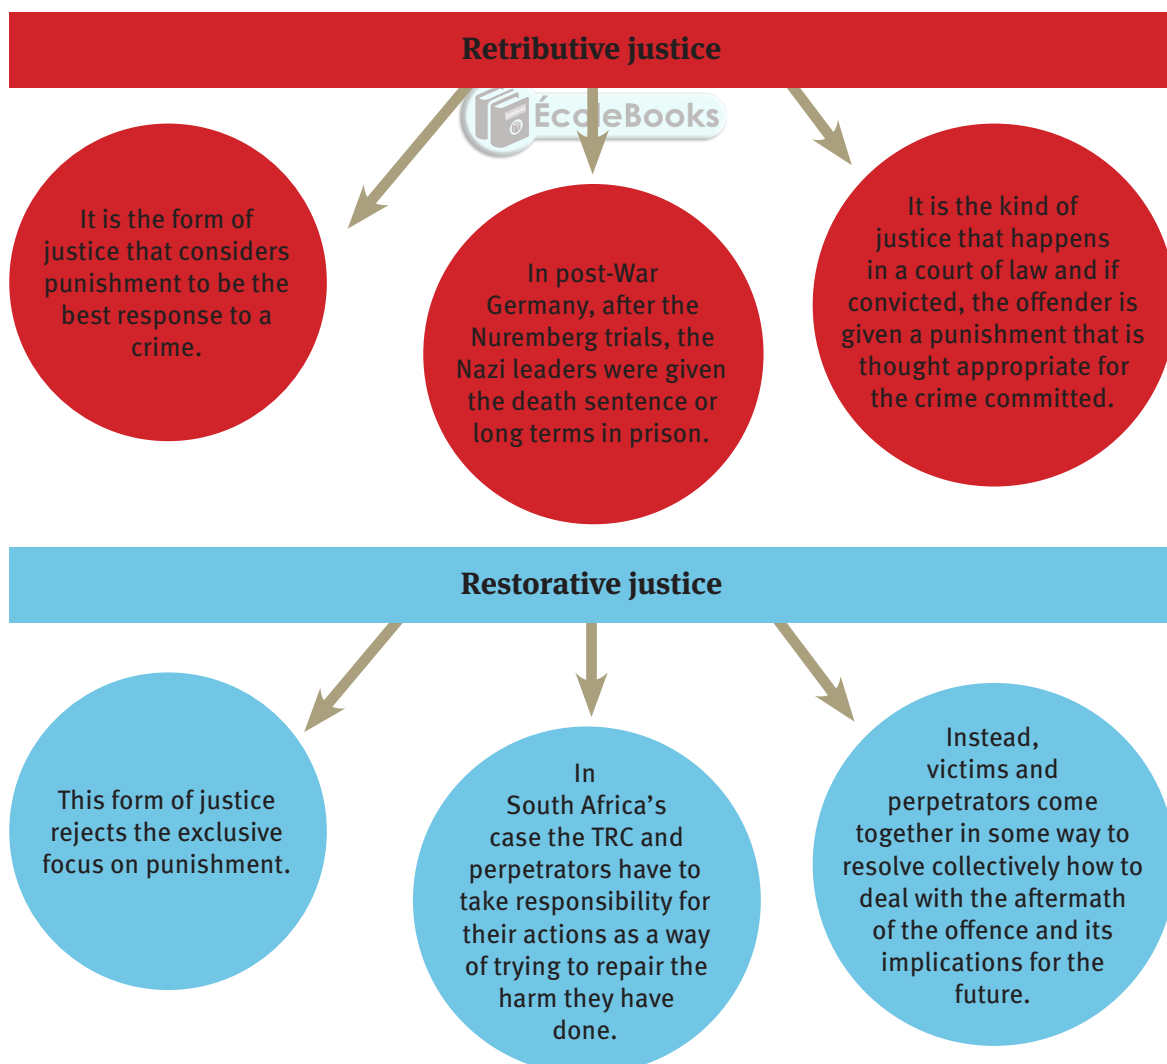 Retributive justice
ÉcoleBooks
It is the form of
justice that considers
punishment to be the
best response to a
crime.
In post-War
Germany, after the
Nuremberg trials, the
Nazi leaders were given
the death sentence or
long terms in prison.
It is the kind of
justice that happens
in a court of law and if
convicted, the offender is
given a punishment that is
thought appropriate for
the crime committed.
Restorative justice
This form of justice
rejects the exclusive
focus on punishment.
In
South Africa’s
case the TRC and
perpetrators have to
take responsibility for
their actions as a way
of trying to repair the
harm they have
done.
Instead,
victims and
perpetrators come
together in some way to
resolve collectively how to
deal with the aftermath
of the offence and its
implications for the
future.